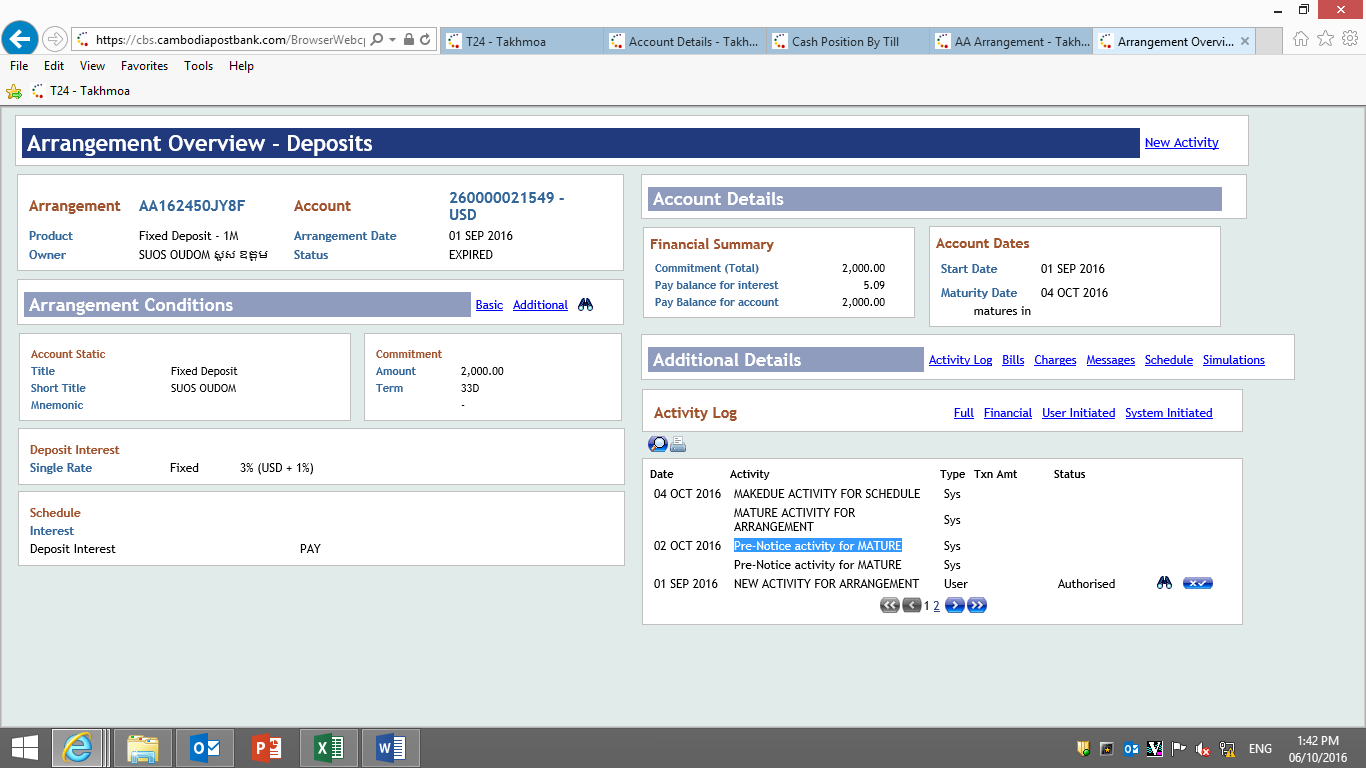 https://cbs.cambodiapostbank.com/BrowserWebcp
T24 - Takhmoa
Account Details - Takh...
Cash Position By Till
AA Arrangement - Takh...
Arrangement Overvi...
File Edit View Favorites Tools Help
T24 - Takhmoa
Arrangement Overview - Deposits
New Activity
Arrangement AA162450JY8F Account 260000021549 -
USD
Product Fixed Deposit - 1M Arrangement Date 01 SEP 2016
Owner SUOS OUDOM សួស ឧត្តម Status EXPIRED
Arrangement Conditions Basic Additional
Account Static
Title Fixed Deposit
Short Title SUOS OUDOM
Mnemonic
Commitment
Amount 2,000.00
Term 33D
-
Deposit Interest
Single Rate Fixed 3% (USD + 1%)
Schedule
Interest
Deposit Interest PAY
Account Details
Financial Summary
Commitment (Total) 2,000.00
Pay balance for interest 5.09
Pay Balance for account 2,000.00
Account Dates
Start Date 01 SEP 2016
Maturity Date 04 OCT 2016
matures in
Additional Details Activity Log Bills Charges Messages Schedule Simulations
Activity Log Full Financial User Initiated System Initiated
Date Activity Type Txn Amt Status
04 OCT 2016 MAKEDUE ACTIVITY FOR SCHEDULE Sys
MATURE ACTIVITY FOR
ARRANGEMENT Sys
02 OCT 2016 Pre-Notice activity for MATURE Sys
Pre-Notice activity for MATURE Sys
01 SEP 2016 NEW ACTIVITY FOR ARRANGEMENT User Authorised
1 2
ENG
1:42 PM
06/10/2016